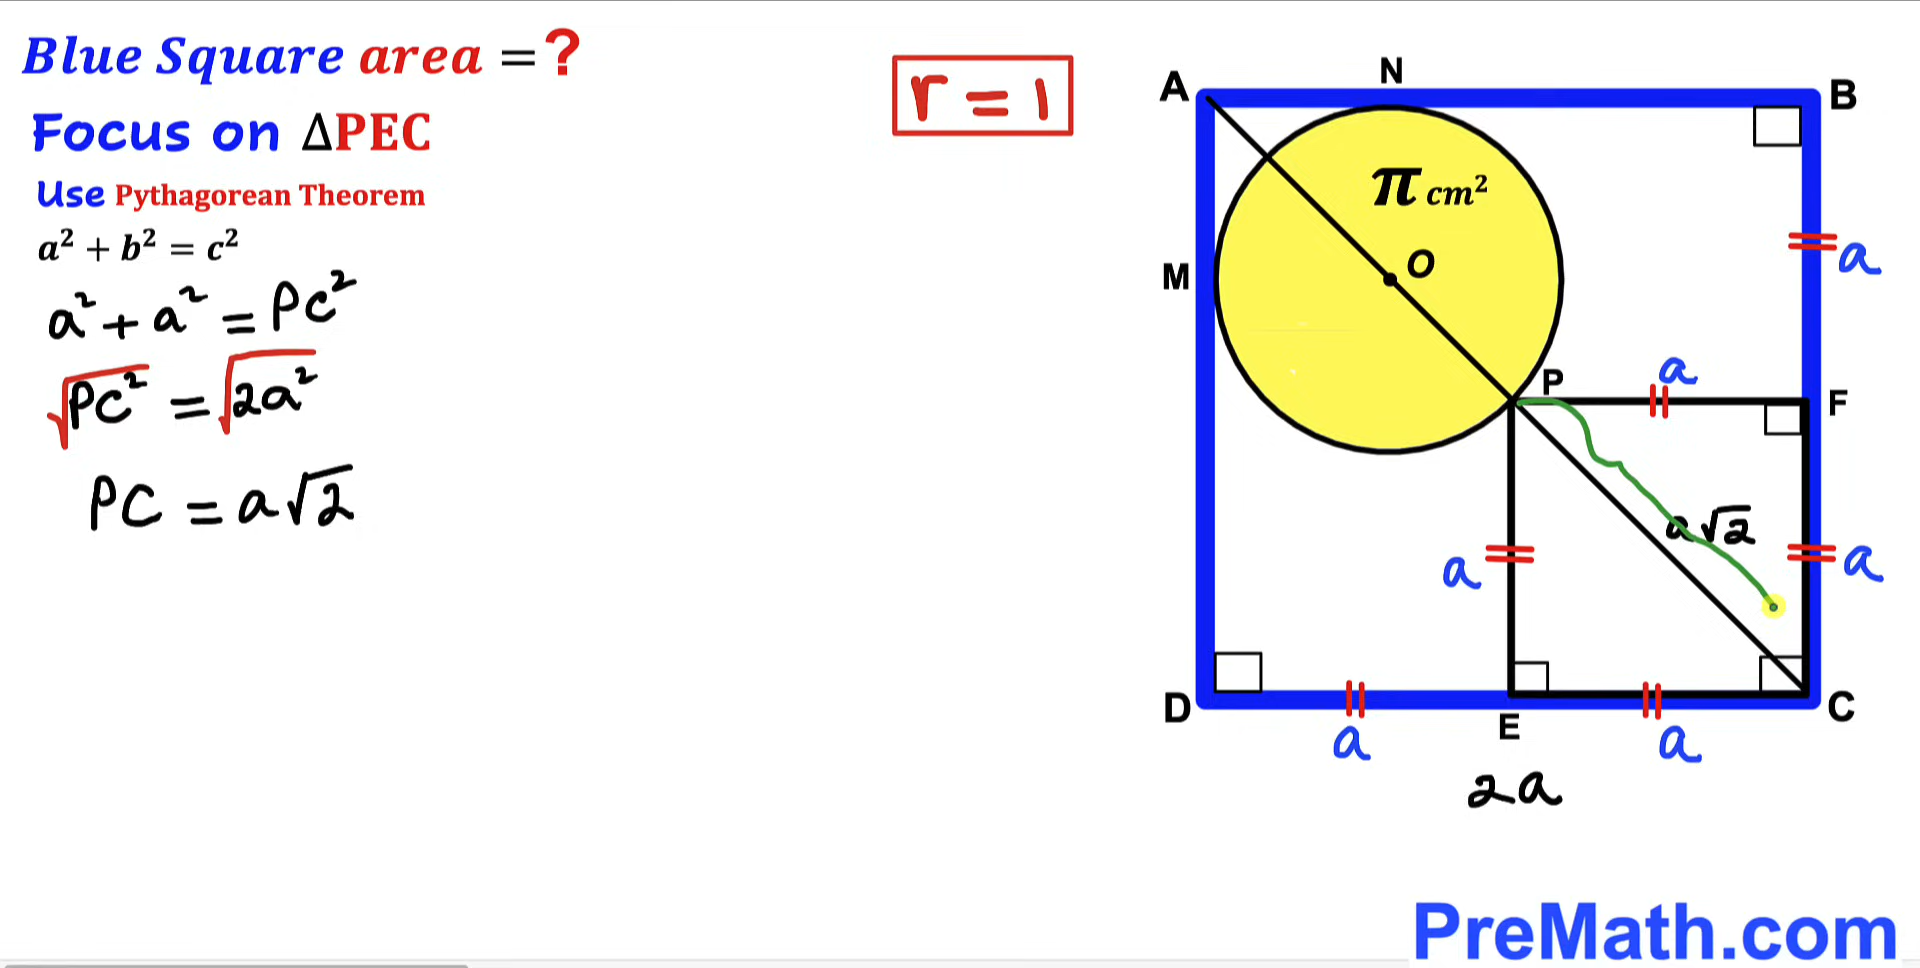 Blue Square area = ?
Focus on ΔPEC
Use Pythagorean Theorem
a² + b² = c²
a² + a² = PC²
√PC² = √2a²
PC = a√2
r = 1
A
N
B
π cm²
O
M
a
P
a
F
a√2
a
a
D
E
C
a
a
2a
PreMath.com